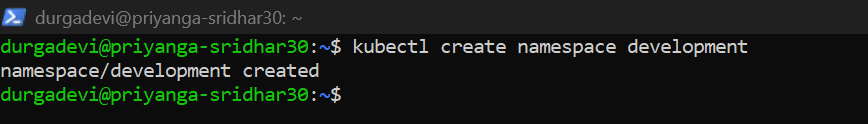 durgadevi@priyanga-sridhar30: ~
durgadevi@priyanga-sridhar30:~$ kubectl create namespace development
namespace/development created
durgadevi@priyanga-sridhar30:~$